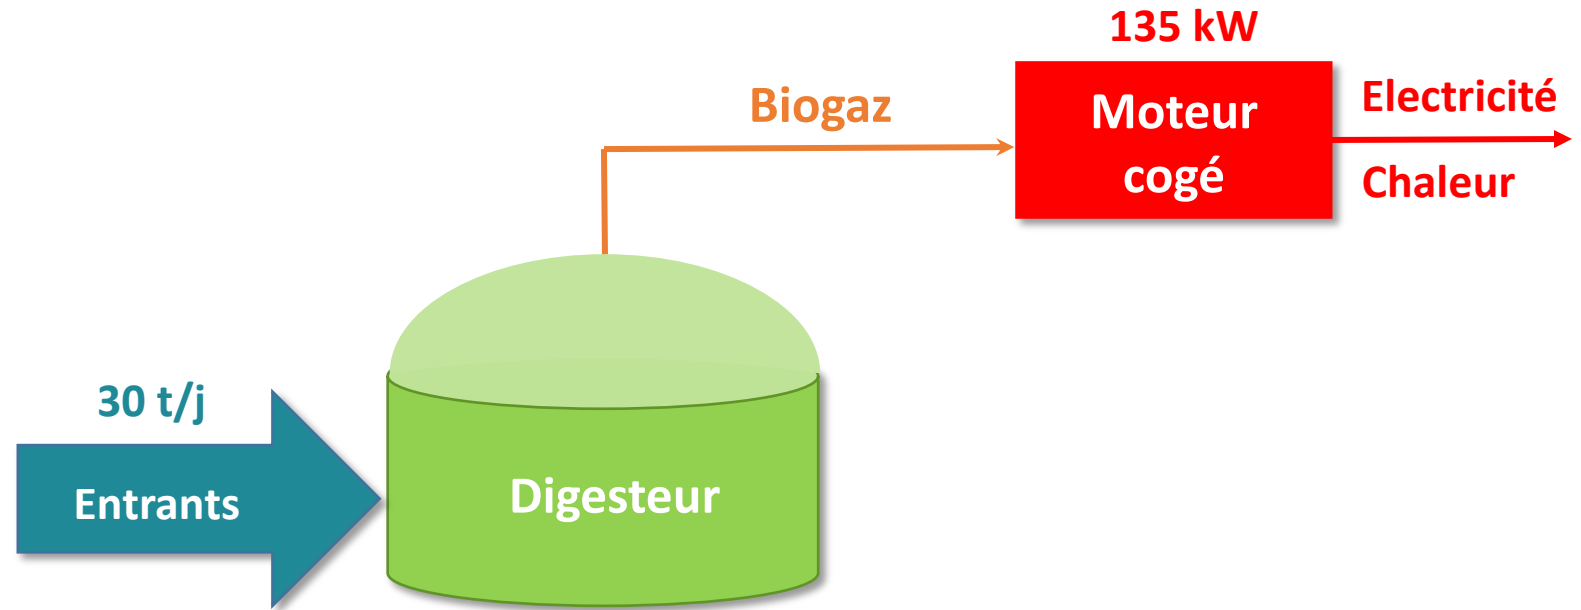 135 kW
Biogaz
Moteur
cogé
Electricité
Chaleur
30 t/j
Entrants
Digesteur